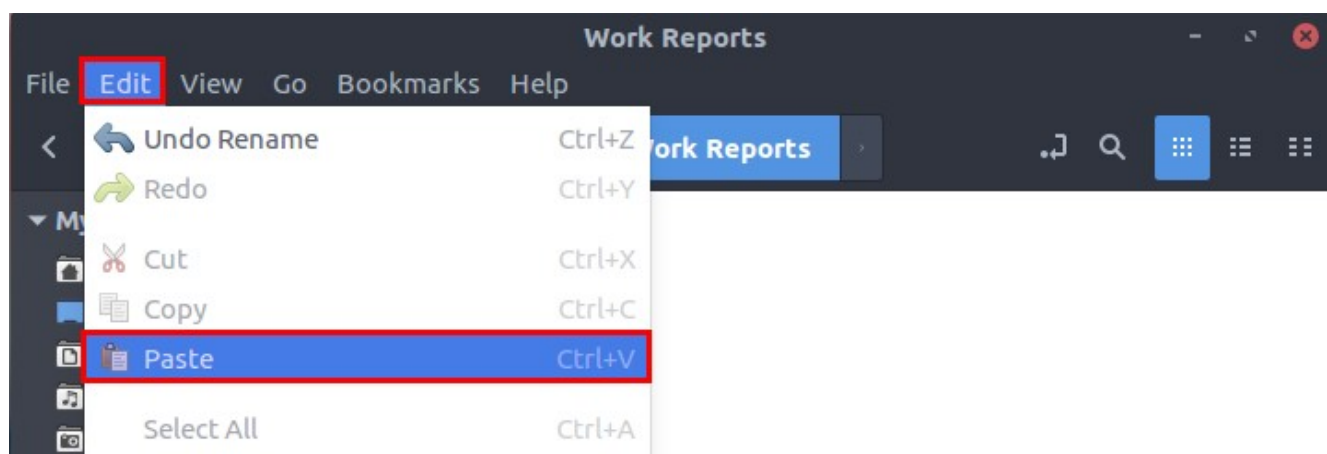 Work Reports
File Edit View Go Bookmarks Help
Undo Rename Ctrl+Z
Work Reports
Redo Ctrl+Y
My
Cut Ctrl+X
Copy Ctrl+C
Paste Ctrl+V
Select All Ctrl+A